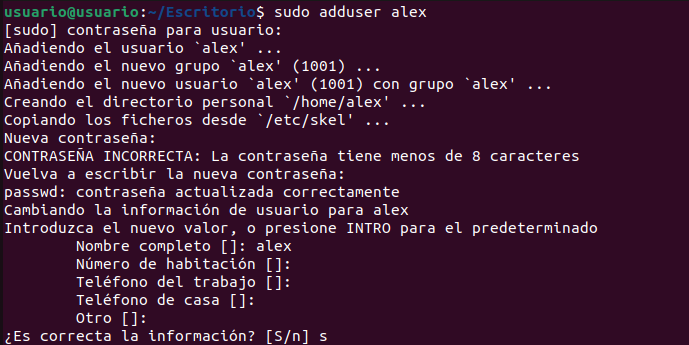 usuario@usuario:~/Escritorio$ sudo adduser alex
[sudo] contraseña para usuario:
Añadiendo el usuario `alex' ...
Añadiendo el nuevo grupo `alex' (1001) ...
Añadiendo el nuevo usuario `alex' (1001) con grupo `alex' ...
Creando el directorio personal `/home/alex' ...
Copiando los ficheros desde `/etc/skel' ...
Nueva contraseña:
CONTRASEÑA INCORRECTA: La contraseña tiene menos de 8 caracteres
Vuelva a escribir la nueva contraseña:
passwd: contraseña actualizada correctamente
Cambiando la información de usuario para alex
Introduzca el nuevo valor, o presione INTRO para el predeterminado
Nombre completo []: alex
Número de habitación []:
Teléfono del trabajo []:
Teléfono de casa []:
Otro []:
¿Es correcta la información? [S/n] s